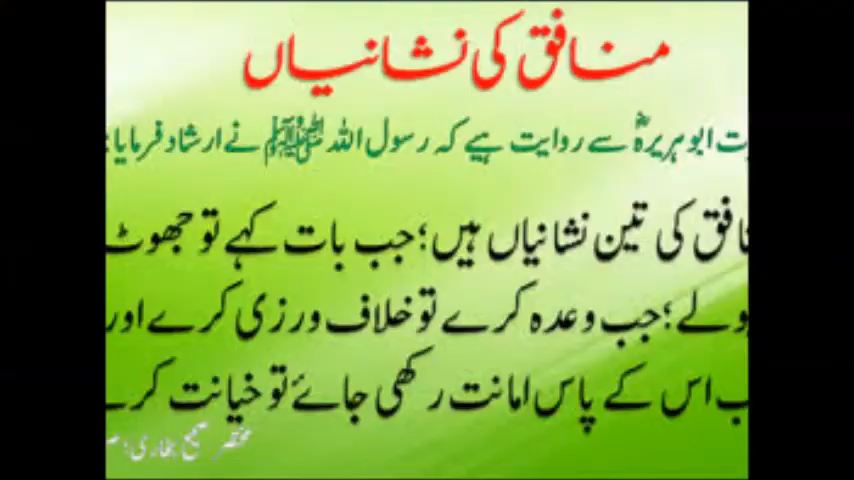 منافق کی نشانیاں
ت ابوہریرہؓ سے روایت ہے کہ رسول اللہ ﷺ نے ارشاد فرمایا:
نافق کی تین نشانیاں ہیں؛ جب بات کہے تو جھوٹ
ولے؛ جب وعدہ کرے تو خلاف ورزی کرے اور
ب اس کے پاس امانت رکھی جائے تو خیانت کرے
مختصر صحیح بخاری: ص